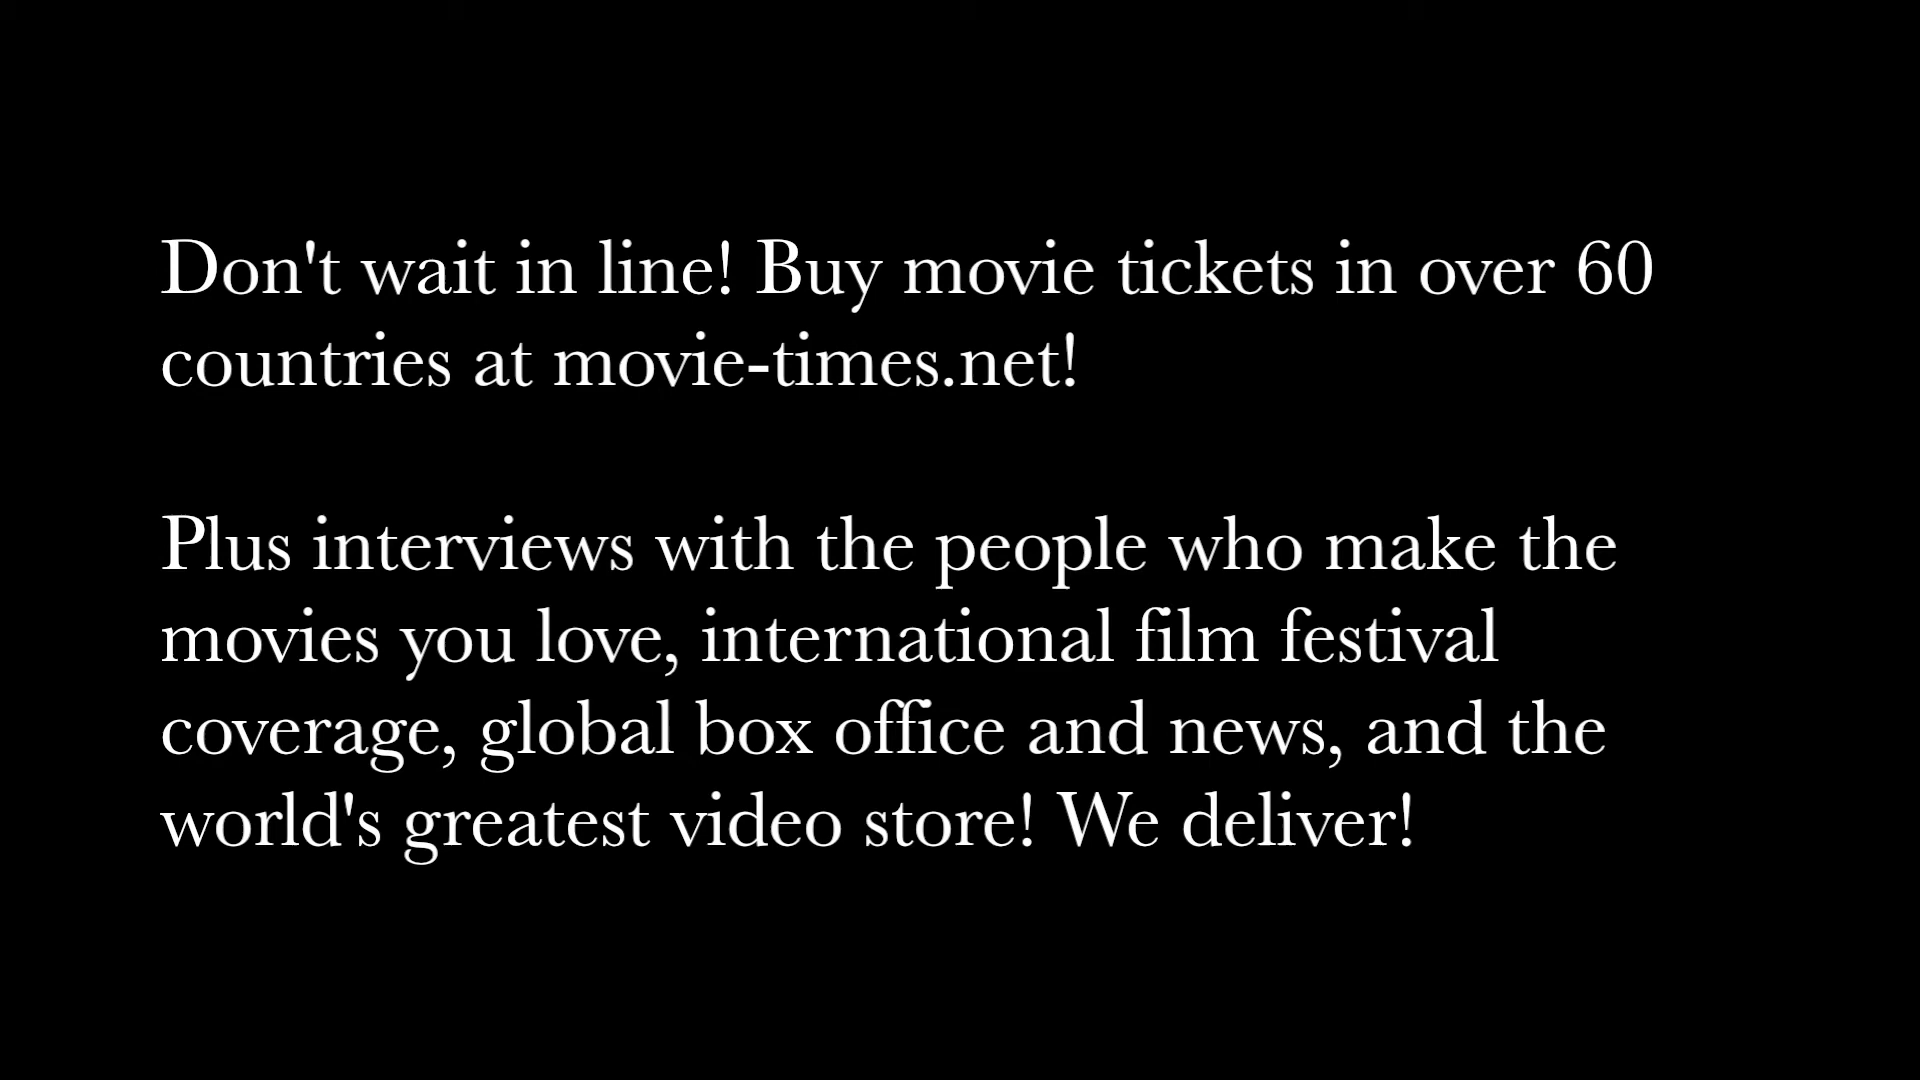 Don't wait in line! Buy movie tickets in over 60
countries at movie-times.net!
Plus interviews with the people who make the
movies you love, international film festival
coverage, global box office and news, and the
world's greatest video store! We deliver!